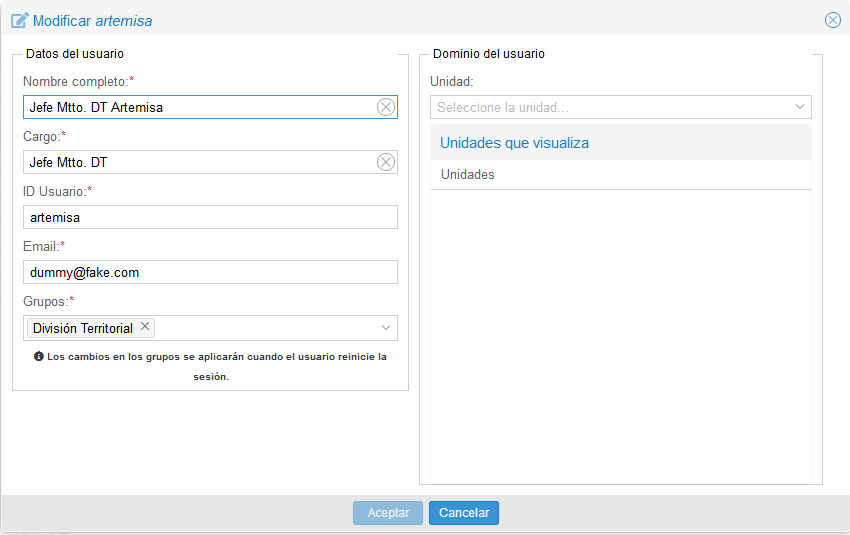 Modificar artemisa
Datos del usuario
Nombre completo:*
Jefe Mtto. DT Artemisa
Cargo:*
Jefe Mtto. DT
ID Usuario:*
artemisa
Email:*
dummy@fake.com
Grupos:*
División Territorial
Los cambios en los grupos se aplicarán cuando el usuario reinicie la
sesión.
Dominio del usuario
Unidad:
Seleccione la unidad...
Unidades que visualiza
Unidades
Aceptar
Cancelar